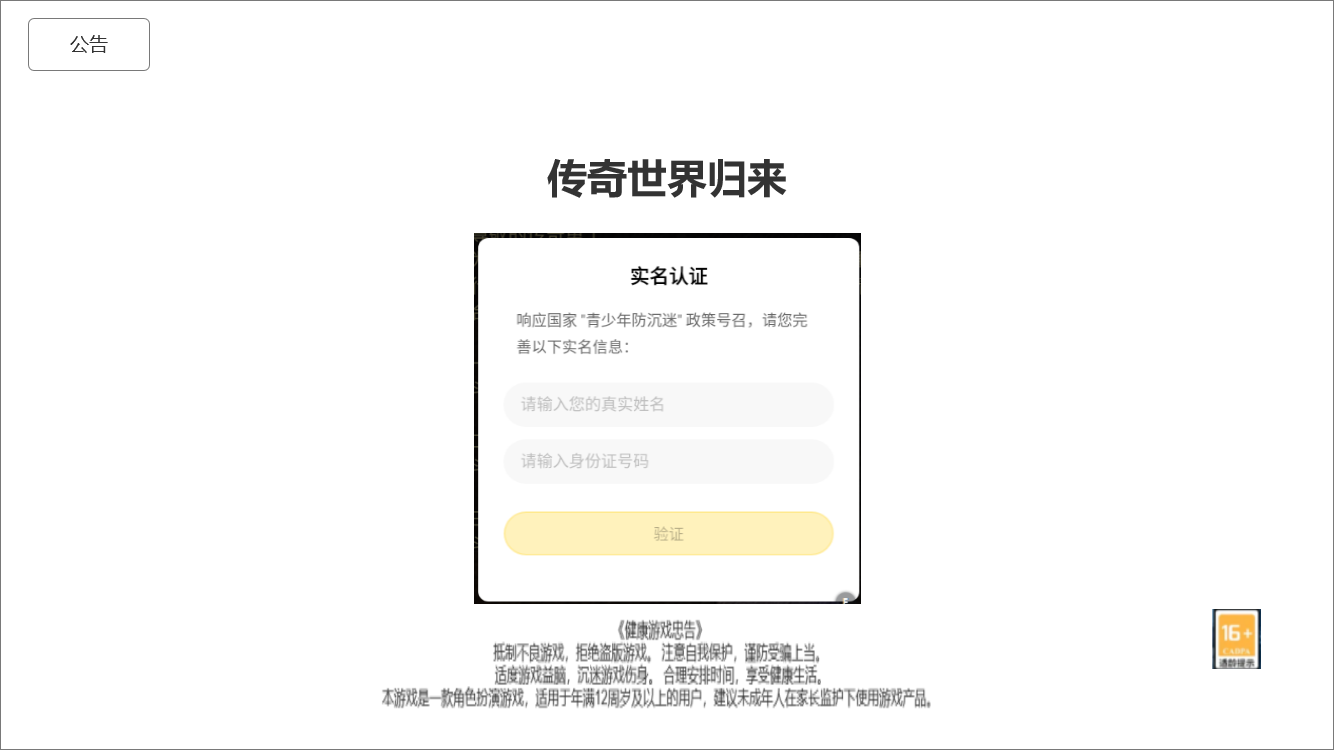 公告
传奇世界归来
实名认证
响应国家 "青少年防沉迷" 政策号召，请您完
善以下实名信息：
请输入您的真实姓名
请输入身份证号码
验证
《健康游戏忠告》
抵制不良游戏，拒绝盗版游戏。 注意自我保护，谨防受骗上当。
适度游戏益脑，沉迷游戏伤身。 合理安排时间，享受健康生活。
本游戏是一款角色扮演游戏，适用于年满12周岁及以上的用户，建议未成年人在家长监护下使用游戏产品。
16+
CADPA
适龄提示